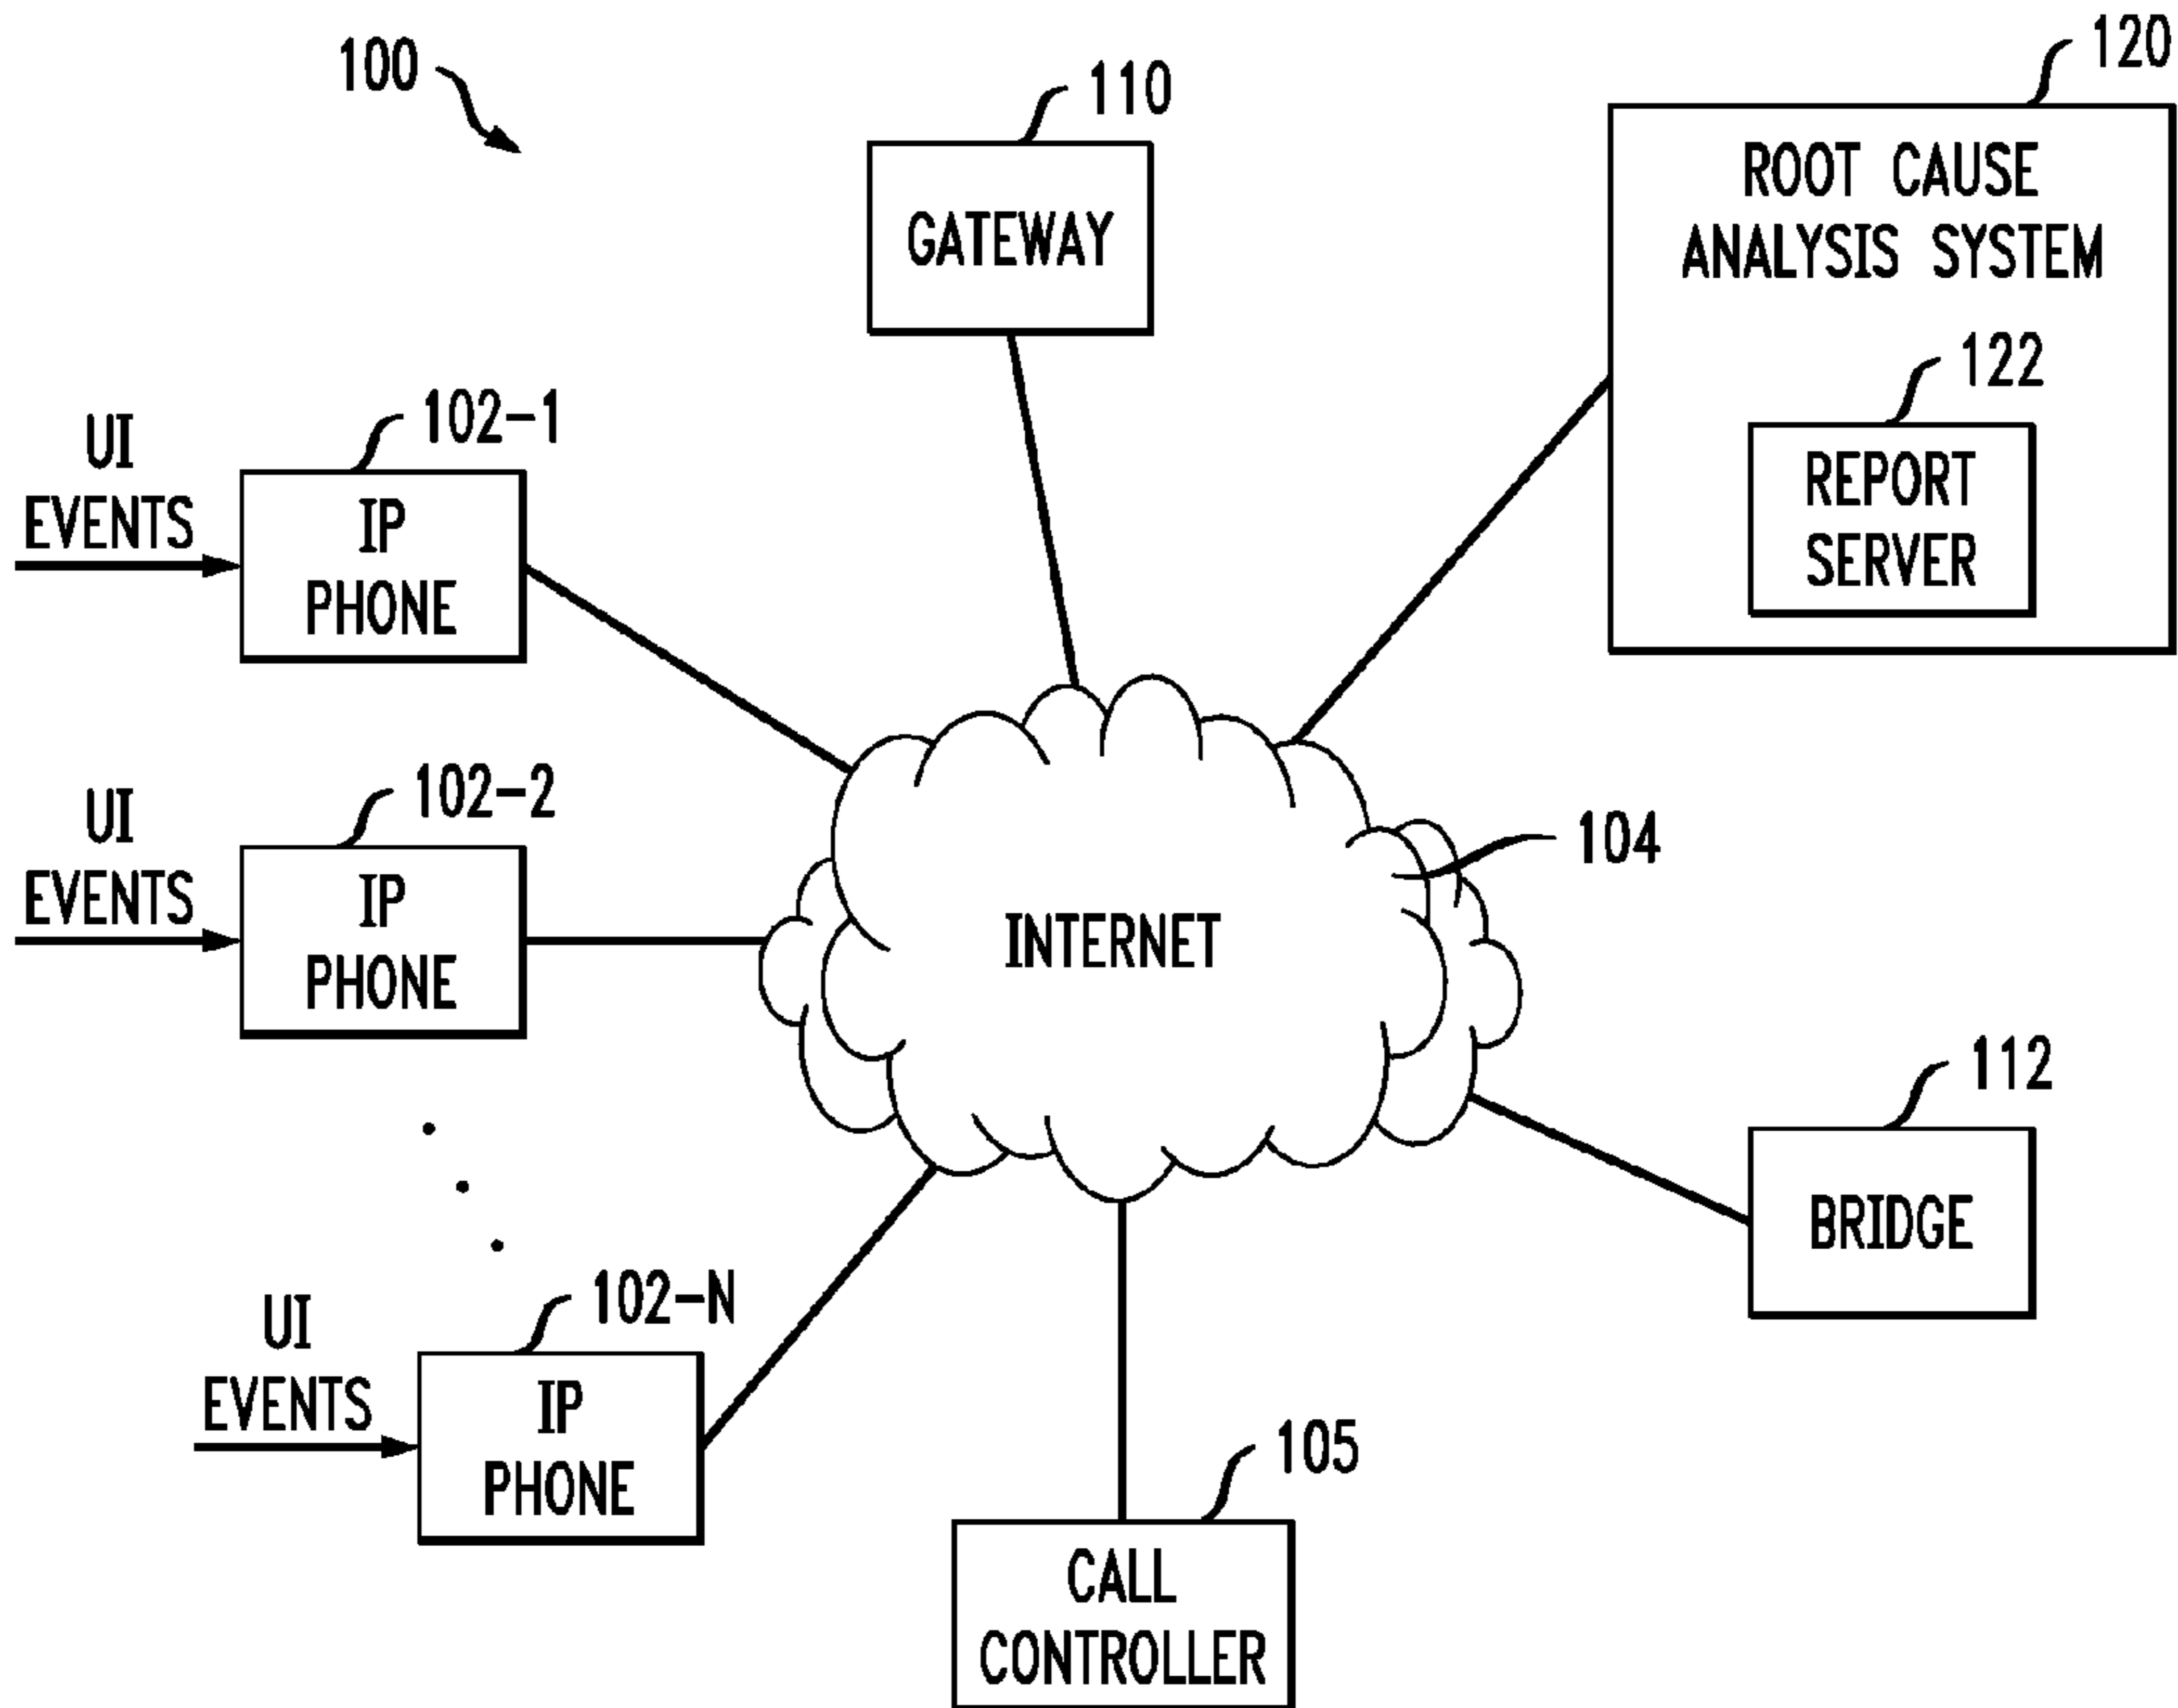 100
110
GATEWAY
120
ROOT CAUSE
ANALYSIS SYSTEM
122
REPORT
SERVER
UI
EVENTS
102-1
IP
PHONE
UI
EVENTS
102-2
IP
PHONE
104
INTERNET
112
BRIDGE
UI
EVENTS
102-N
IP
PHONE
105
CALL
CONTROLLER